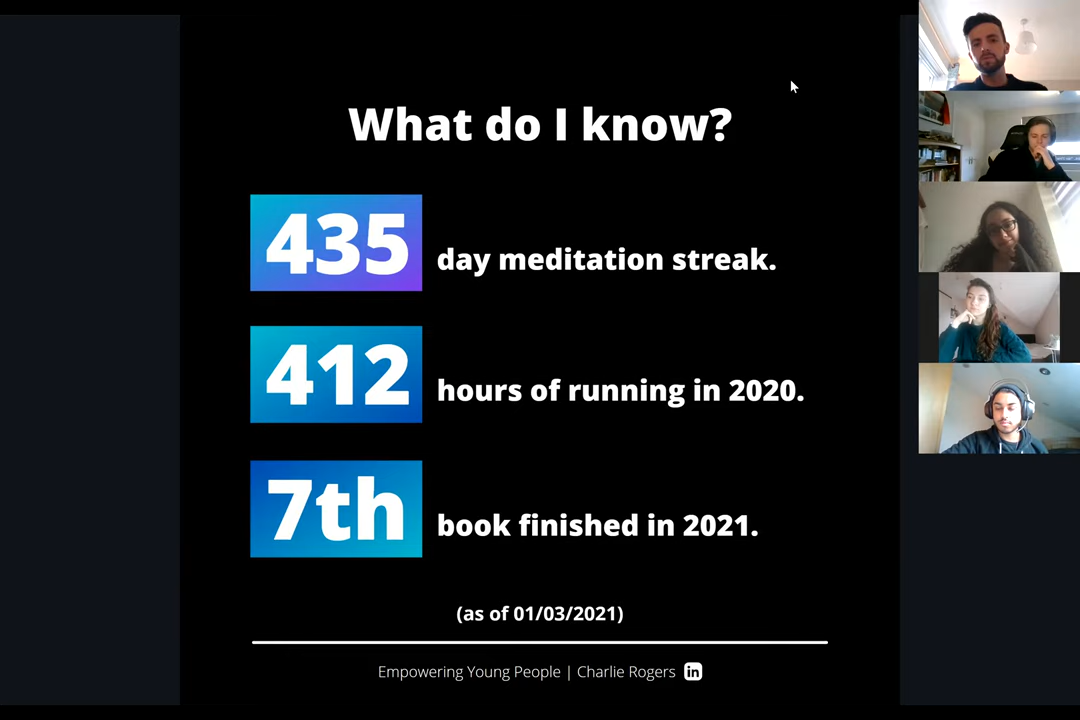 What do I know?
435 day meditation streak.
412 hours of running in 2020.
7th book finished in 2021.
(as of 01/03/2021)
Empowering Young People | Charlie Rogers in